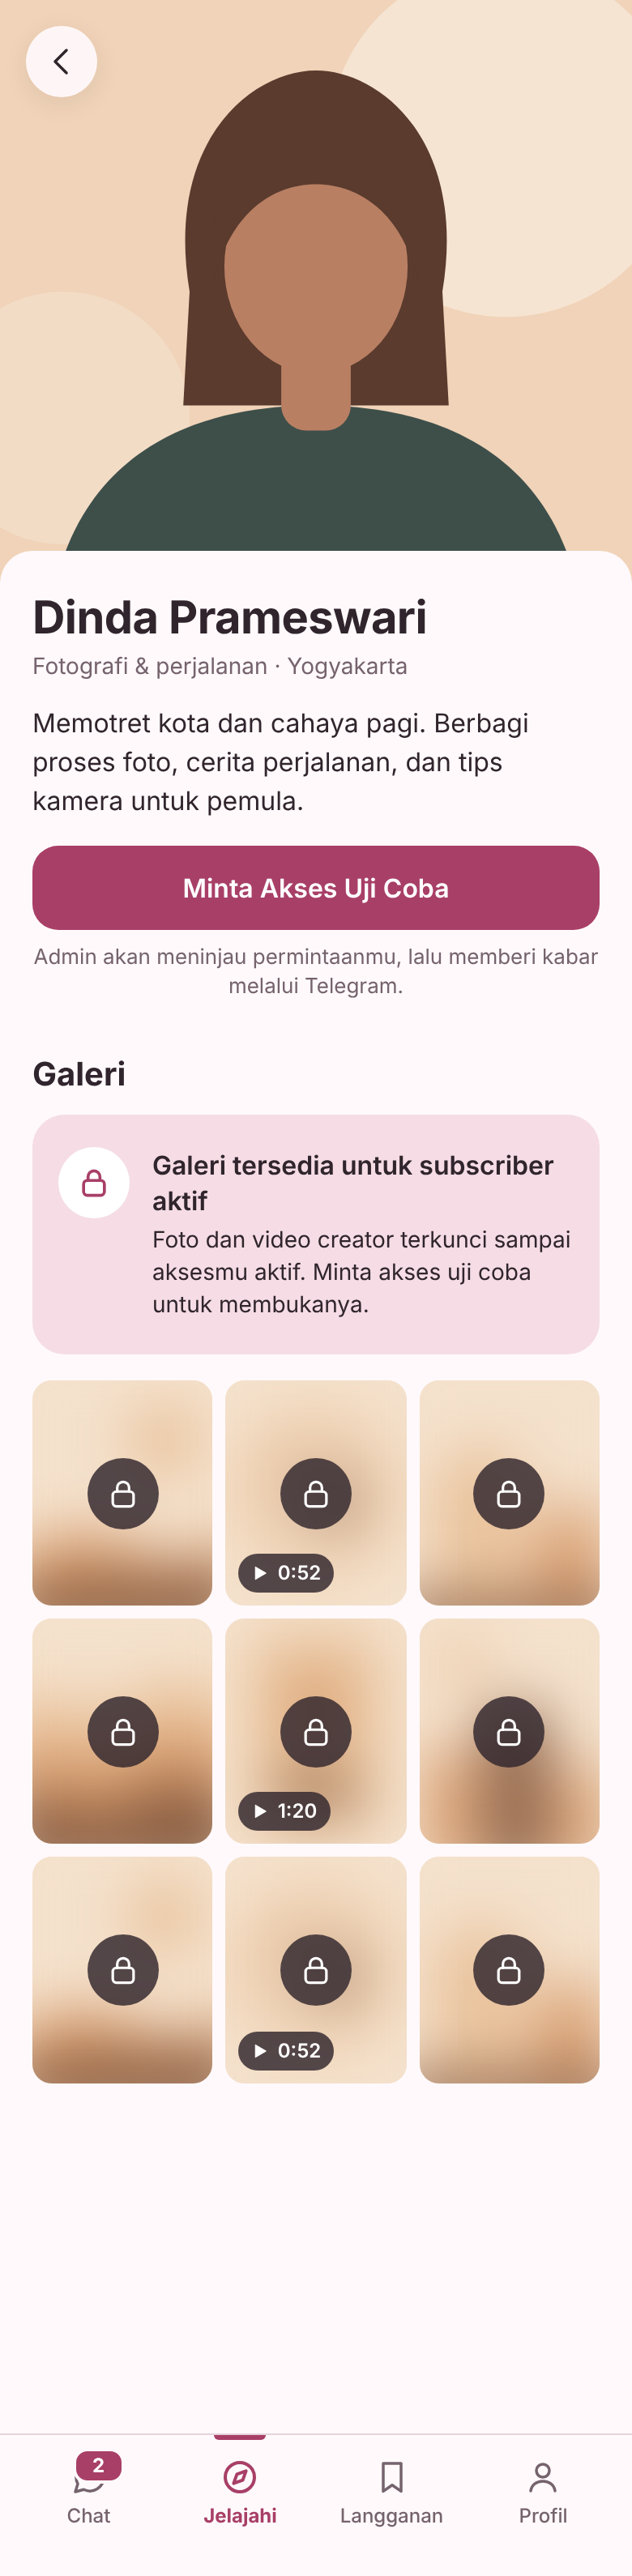 Dinda Prameswari
Fotografi & perjalanan · Yogyakarta
Memotret kota dan cahaya pagi. Berbagi
proses foto, cerita perjalanan, dan tips
kamera untuk pemula.
Minta Akses Uji Coba
Admin akan meninjau permintaanmu, lalu memberi kabar
melalui Telegram.
Galeri
Galeri tersedia untuk subscriber
aktif
Foto dan video creator terkunci sampai
aksesmu aktif. Minta akses uji coba
untuk membukanya.
0:52
1:20
0:52
2
Chat
Jelajahi
Langganan
Profil